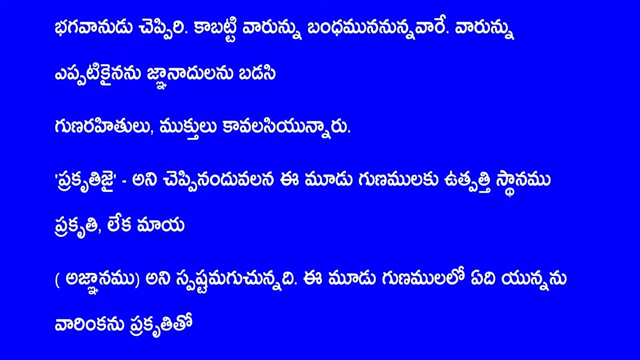 భగవానుడు చెప్పిరి. కాబట్టి వారున్ను బంధముననున్నవారే. వారున్ను
ఎప్పటికైనను జ్ఞానాదులను బడసి
గుణరహితులు, ముక్తులు కావలసియున్నారు.
'ప్రకృతిజై' - అని చెప్పినందువలన ఈ మూడు గుణములకు ఉత్పత్తి స్థానము
ప్రకృతి, లేక మాయ
( అజ్ఞానము) అని స్పష్టమగుచున్నది. ఈ మూడు గుణములలో ఏది యున్నను
వారింకను ప్రకృతితో